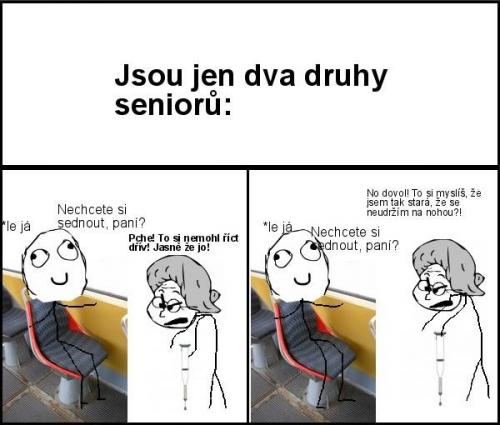 Jsou jen dva druhy
seniorů:
*le já
Nechcete si
sednout, paní?
Pche! To si nemohl říct
dřív! Jasně že jo!
*le já
Nechcete si
sednout, paní?
No dovol! To si myslíš, že
jsem tak stará, že se
neudržím na nohou?!